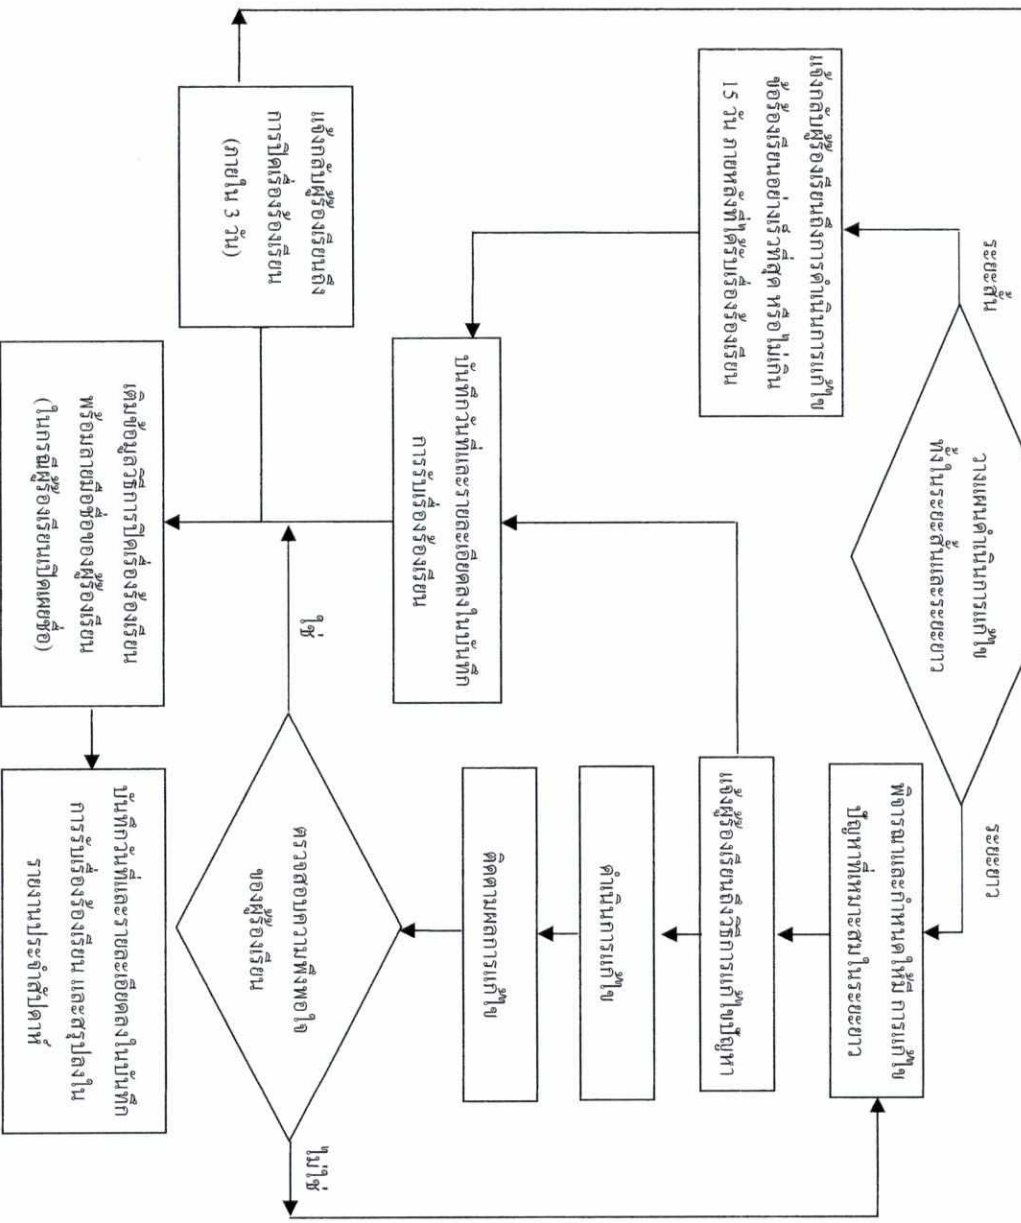 วางแผนดำเนินการแก้ไข
ทั้งในระยะสั้นและระยะยาว
ระยะสั้น
ระยะยาว
แจ้งกลับผู้ร้องเรียนถึงการดำเนินการแก้ไข
ข้อร้องเรียนอย่างเร็วที่สุด หรือ ไม่เกิน
15 วัน ภายหลังที่ได้รับเรื่องร้องเรียน
พิจารณาและกำหนดให้มี การแก้ไข
ปัญหาที่เหมาะสมในระยะยาว
แจ้งผู้ร้องเรียนถึงวิธีการแก้ไขปัญหา
ดำเนินการแก้ไข
บันทึกวันที่และรายละเอียดลงในบันทึก
การรับเรื่องร้องเรียน
ติดตามผลการแก้ไข
ตรวจสอบความพึงพอใจ
ของผู้ร้องเรียน
ใช่
ไม่ใช่
แจ้งกลับผู้ร้องเรียนถึง
การปิดเรื่องร้องเรียน
(ภายใน 3 วัน)
เติมข้อมูลวิธีการปิดเรื่องร้องเรียน
พร้อมลายมือชื่อของผู้ร้องเรียน
(ในกรณีผู้ร้องเรียนเปิดเผยชื่อ)
บันทึกวันที่และรายละเอียดลงในบันทึก
การรับเรื่องร้องเรียน และสรุปลงใน
รายงานประจำสัปดาห์